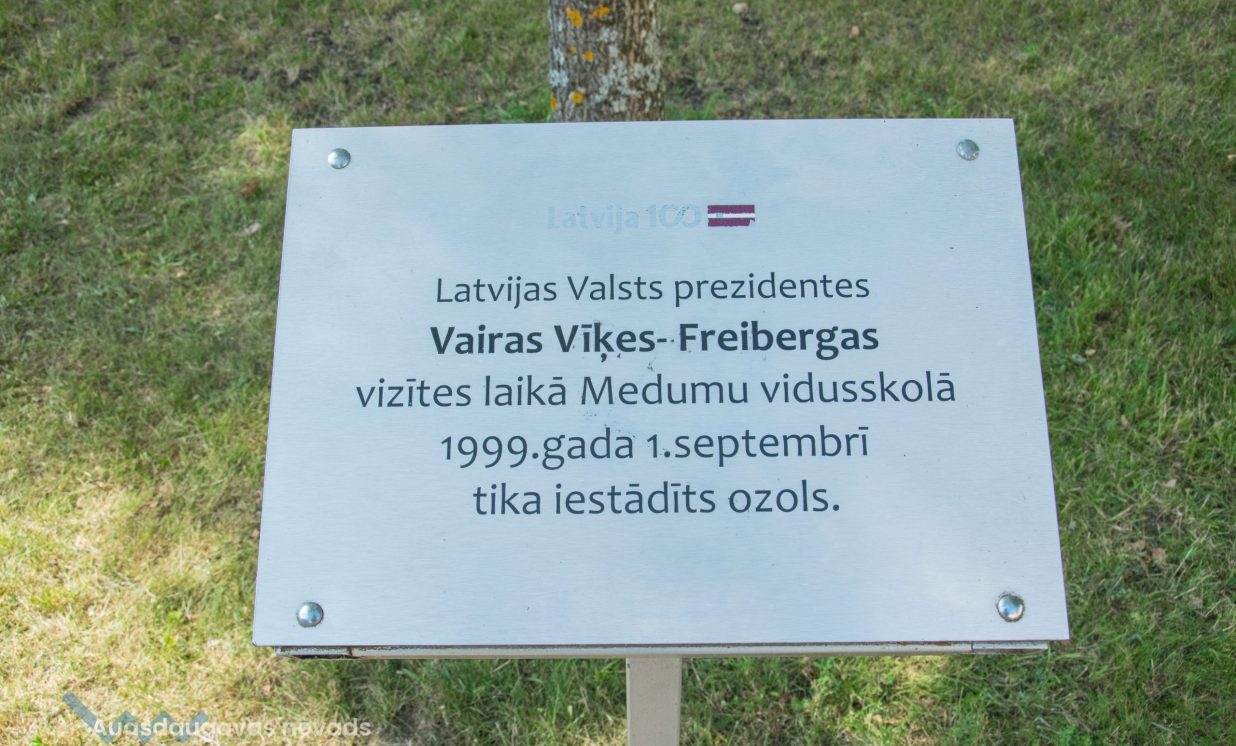 Latvija 100
Latvijas Valsts prezidentes
Vairas Vīķes- Freibergas
vizītes laikā Medumu vidusskolā
1999.gada 1.septembrī
tika iestādīts ozols.
Augsdaugavas novads